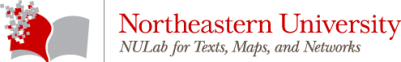 Northeastern University
NULab for Texts, Maps, and Networks